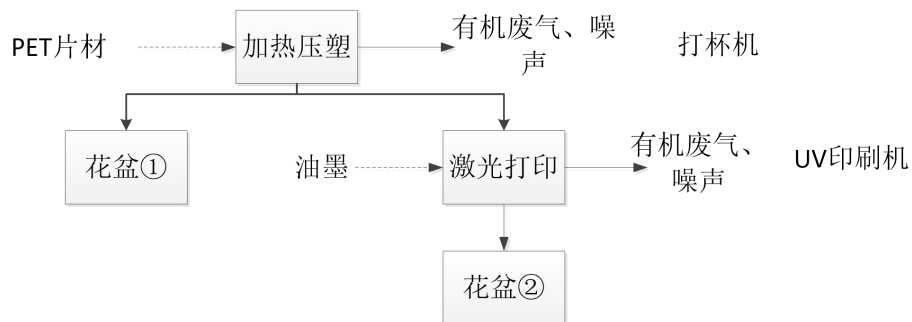 PET片材
加热压塑
有机废气、噪
声
打杯机
花盆①
油墨
激光打印
有机废气、
噪声
UV印刷机
花盆②